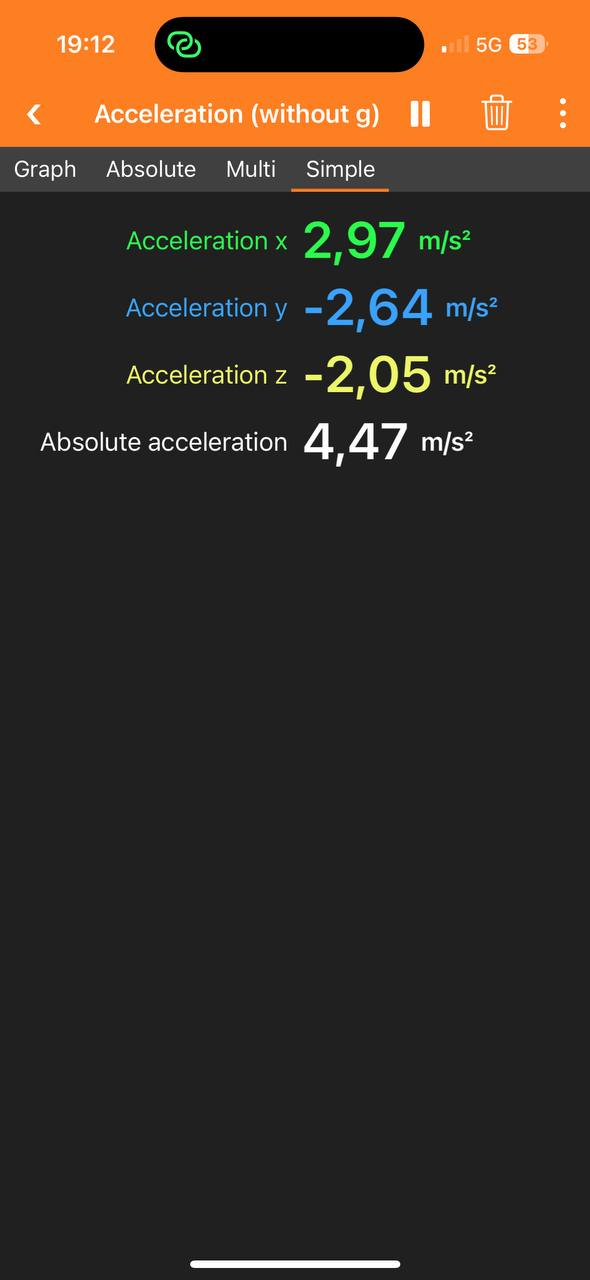 19:12 5G 53
Acceleration (without g)
Graph Absolute Multi Simple
Acceleration x 2,97 m/s²
Acceleration y -2,64 m/s²
Acceleration z -2,05 m/s²
Absolute acceleration 4,47 m/s²